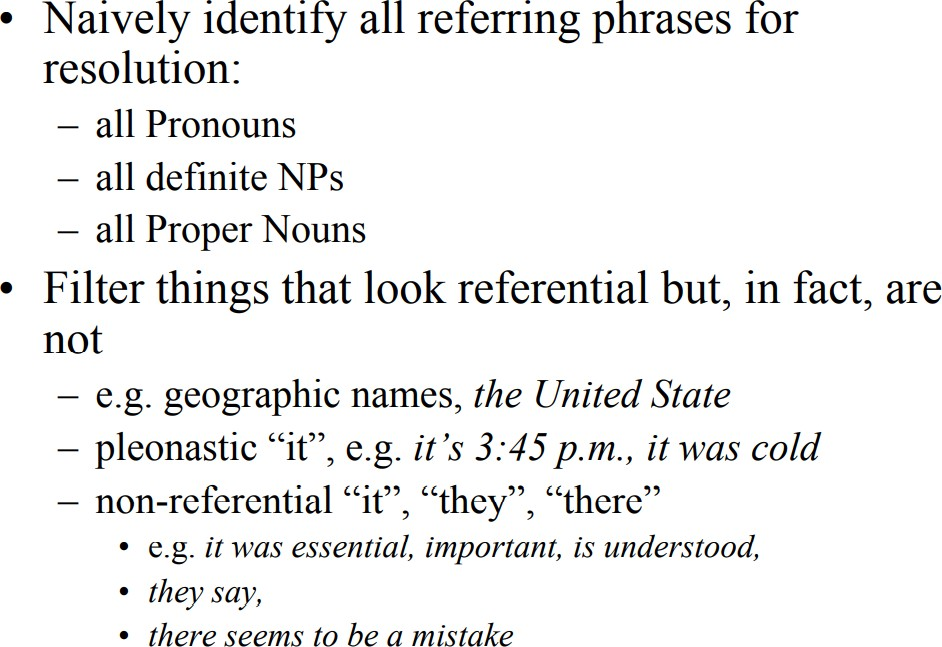 • Naively identify all referring phrases for
resolution:
– all Pronouns
– all definite NPs
– all Proper Nouns
• Filter things that look referential but, in fact, are
not
– e.g. geographic names, the United State
– pleonastic “it”, e.g. it’s 3:45 p.m., it was cold
– non-referential “it”, “they”, “there”
• e.g. it was essential, important, is understood,
• they say,
• there seems to be a mistake